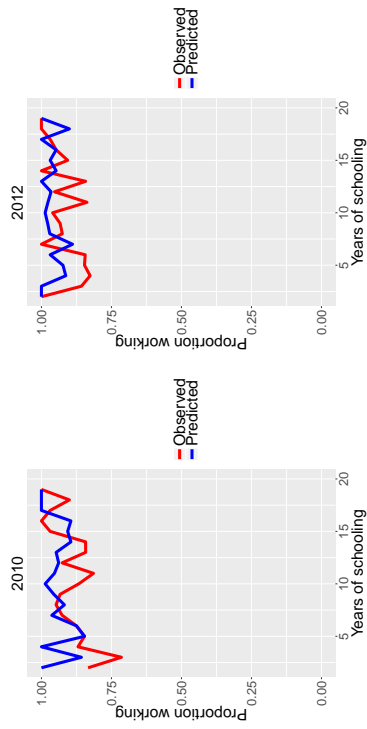 2010
Proportion working
1.00
0.75
0.50
0.25
0.00
5
10
15
20
Years of schooling
Observed
Predicted
2012
Proportion working
1.00
0.75
0.50
0.25
0.00
5
10
15
20
Years of schooling
Observed
Predicted